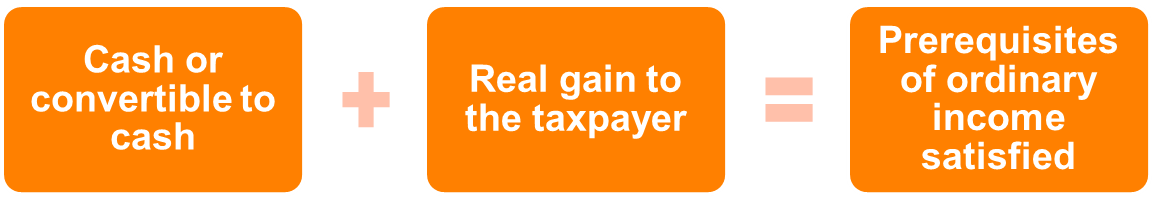 Cash or
convertible to
cash
+
Real gain to
the taxpayer
=
Prerequisites
of ordinary
income
satisfied